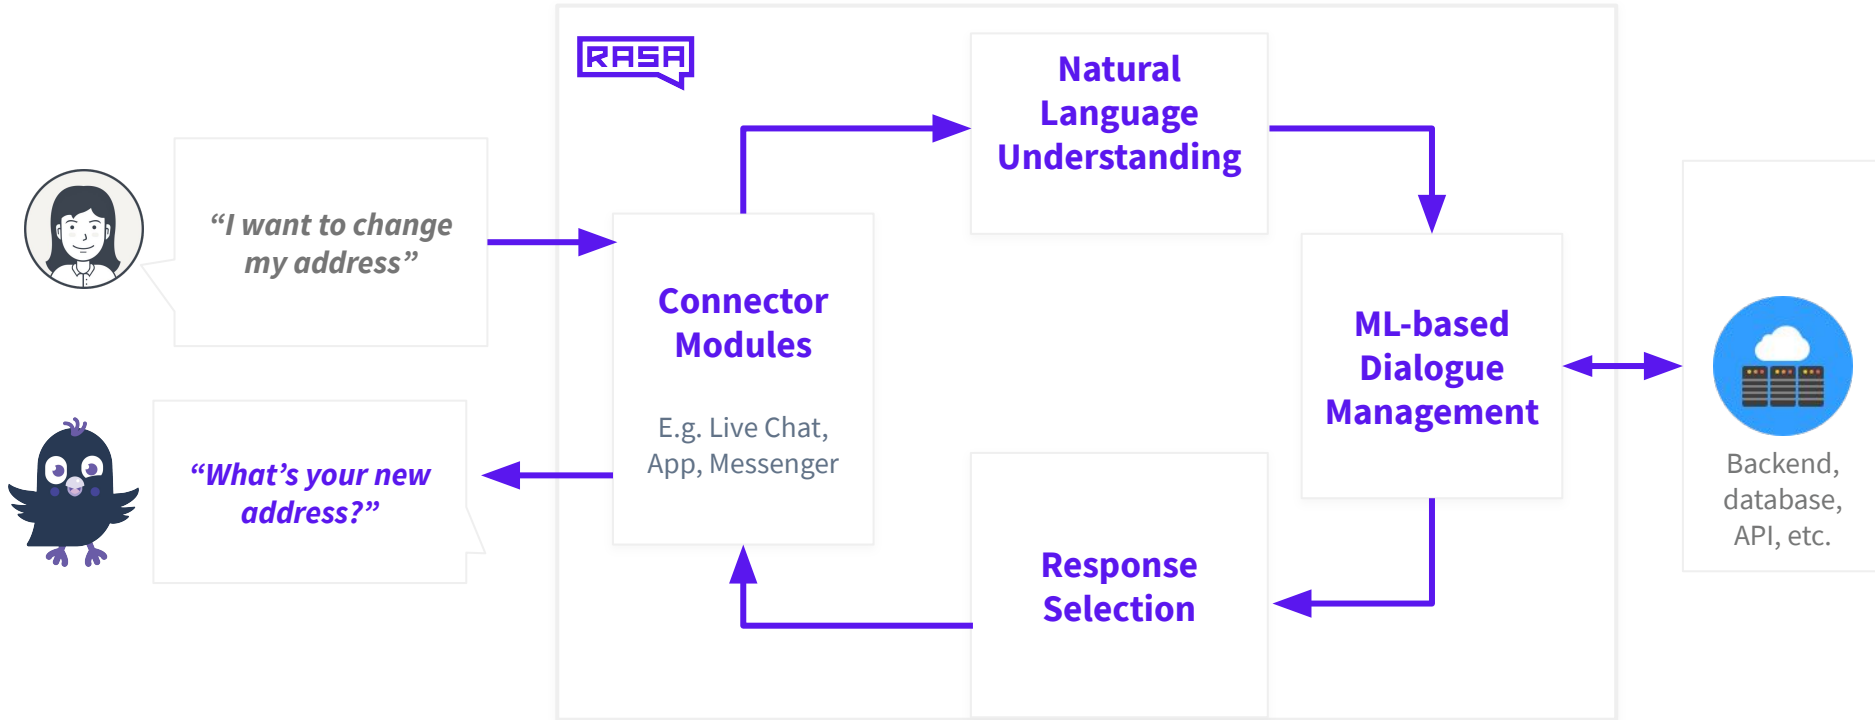 RASA
Natural
Language
Understanding
“I want to change
my address”
Connector
Modules
E.g. Live Chat,
App, Messenger
ML-based
Dialogue
Management
“What’s your new
address?”
Response
Selection
Backend,
database,
API, etc.